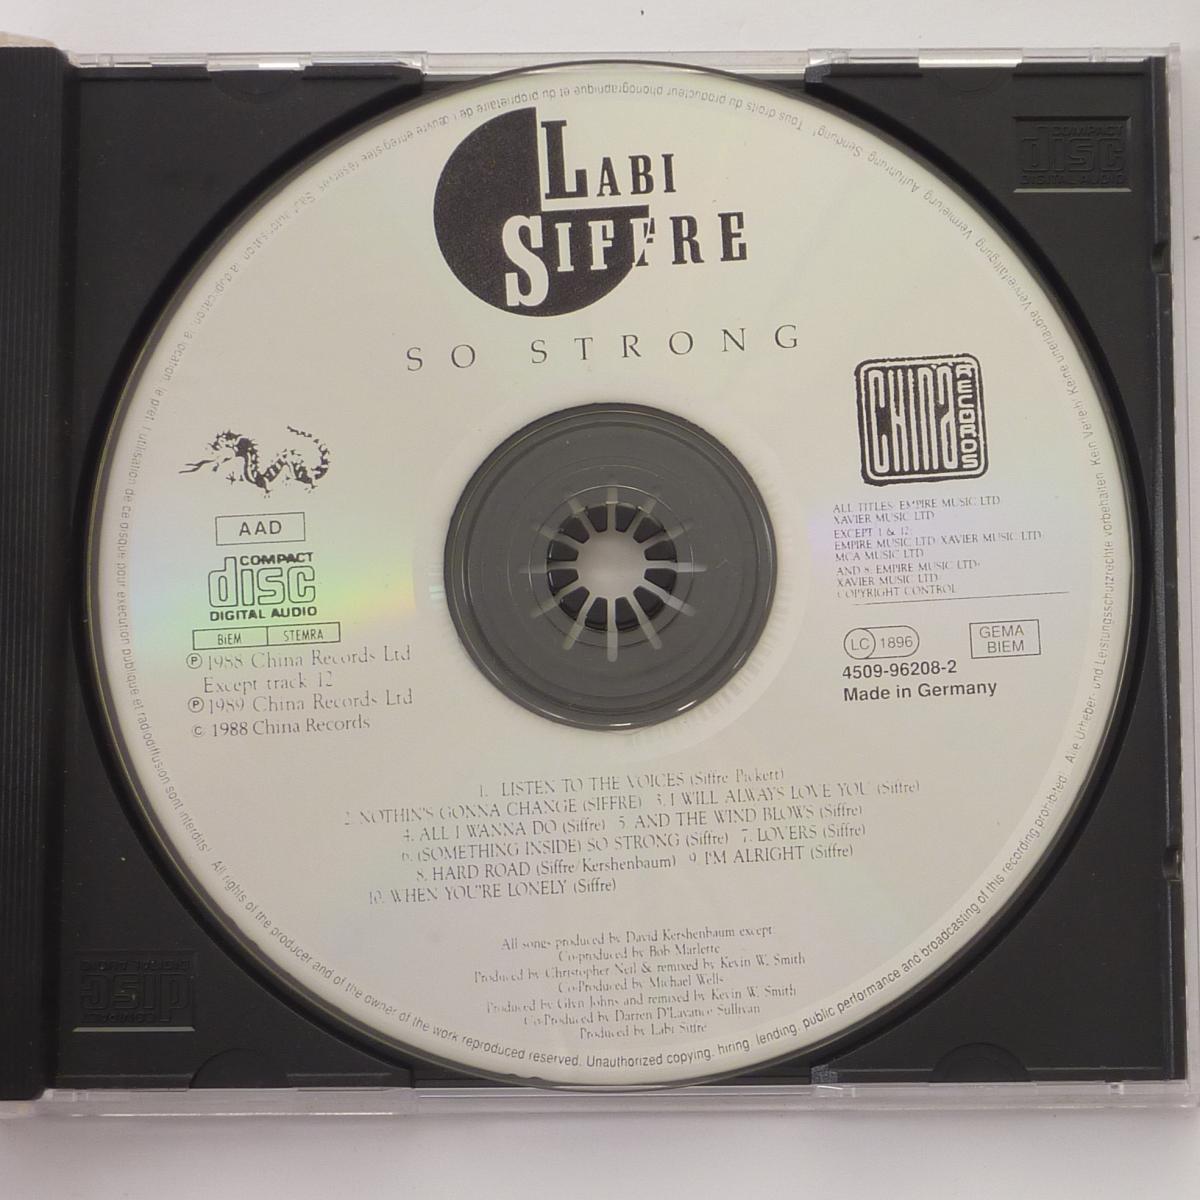 LABI
SIFFRE
SO STRONG
CHINA RECORDS
AAD
COMPACT
disc
DIGITAL AUDIO
BIEM STEMRA
℗ 1988 China Records Ltd
Except track 12
℗ 1989 China Records Ltd
© 1988 China Records
ALL TITLES EMPIRE MUSIC LTD
XAVIER MUSIC LTD
EXCEPT 1 & 12:
EMPIRE MUSIC LTD XAVIER MUSIC LTD
MCA MUSIC LTD
AND 8: EMPIRE MUSIC LTD
XAVIER MUSIC LTD
COPYRIGHT CONTROL
LC 1896
GEMA
BIEM
4509-96208-2
Made in Germany
1. LISTEN TO THE VOICES (Siffre Pickett)
2. NOTHIN'S GONNA CHANGE (SIFFRE) 3. I WILL ALWAYS LOVE YOU (Siffre)
4. ALL I WANNA DO (Siffre) 5. AND THE WIND BLOWS (Siffre)
6. (SOMETHING INSIDE) SO STRONG (Siffre) 7. LOVERS (Siffre)
8. HARD ROAD (Siffre/Kershenbaum) 9. I'M ALRIGHT (Siffre)
10. WHEN YOU'RE LONELY (Siffre)
All songs produced by David Kershenbaum except:
Co-produced by Bob Marlette
Produced by Christopher Neil & remixed by Kevin W. Smith
Co-Produced by Michael Wells
Produced by Glyn Johns and remixed by Kevin W. Smith
Co-Produced by Darren D'Lavance Sullivan
Produced by Labi Siffre
All rights of the producer and of the owner of the work reproduced reserved. Unauthorized copying, hiring, lending, public performance and broadcasting of this recording prohibited!
Alle Urheber- und Leistungsschutzrechte vorbehalten. Kein Verleih! Keine unerlaubte Vervielfältigung, Vermietung, Aufführung, Sendung!
Tous droits du producteur phonographique et du propriétaire de l'œuvre enregistrée réservés. Sauf autorisation, la duplication, la location, le prêt, l'utilisation de ce disque pour exécution publique et radiodiffusion sont interdits!
COMPACT
disc
DIGITAL AUDIO
COMPACT
disc
DIGITAL AUDIO